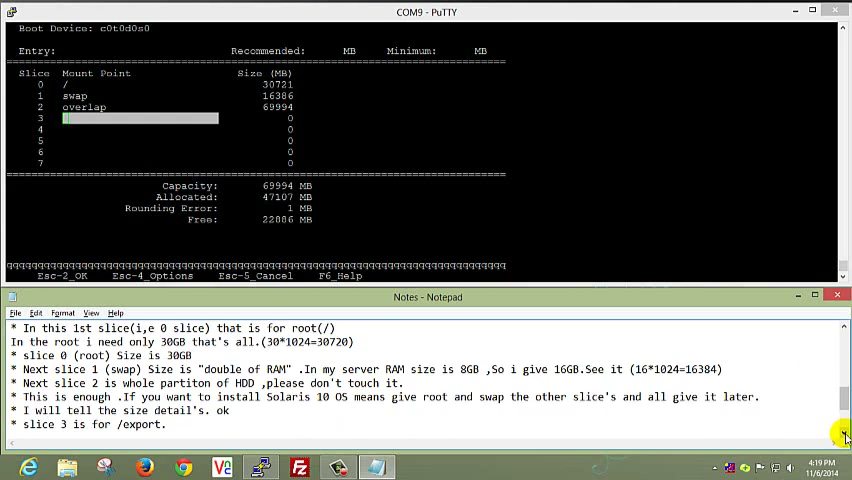 COM9 - PuTTY
Boot Device: c0t0d0s0
Entry: Recommended: MB Minimum: MB
================================================================================
Slice Mount Point Size (MB)
0 / 30721
1 swap 16386
2 overlap 69994
3 0
4 0
5 0
6 0
7 0
================================================================================
Capacity: 69994 MB
Allocated: 47107 MB
Rounding Error: 1 MB
Free: 22886 MB
qqqqqqqqqqqqqqqqqqqqqqqqqqqqqqqqqqqqqqqqqqqqqqqqqqqqqqqqqqqqqqqqqqqqqqqqqqqqqqqq
Esc-2_OK Esc-4_Options Esc-5_Cancel F6_Help
Notes - Notepad
File Edit Format View Help
* In this 1st slice(i,e 0 slice) that is for root(/)
In the root i need only 30GB that's all.(30*1024=30720)
* slice 0 (root) Size is 30GB
* Next slice 1 (swap) Size is "double of RAM" .In my server RAM size is 8GB ,So i give 16GB.See it (16*1024=16384)
* Next slice 2 is whole partiton of HDD ,please don't touch it.
* This is enough .If you want to install Solaris 10 OS means give root and swap the other slice's and all give it later.
* I will tell the size detail's. ok
* slice 3 is for /export.
4:19 PM
11/6/2014